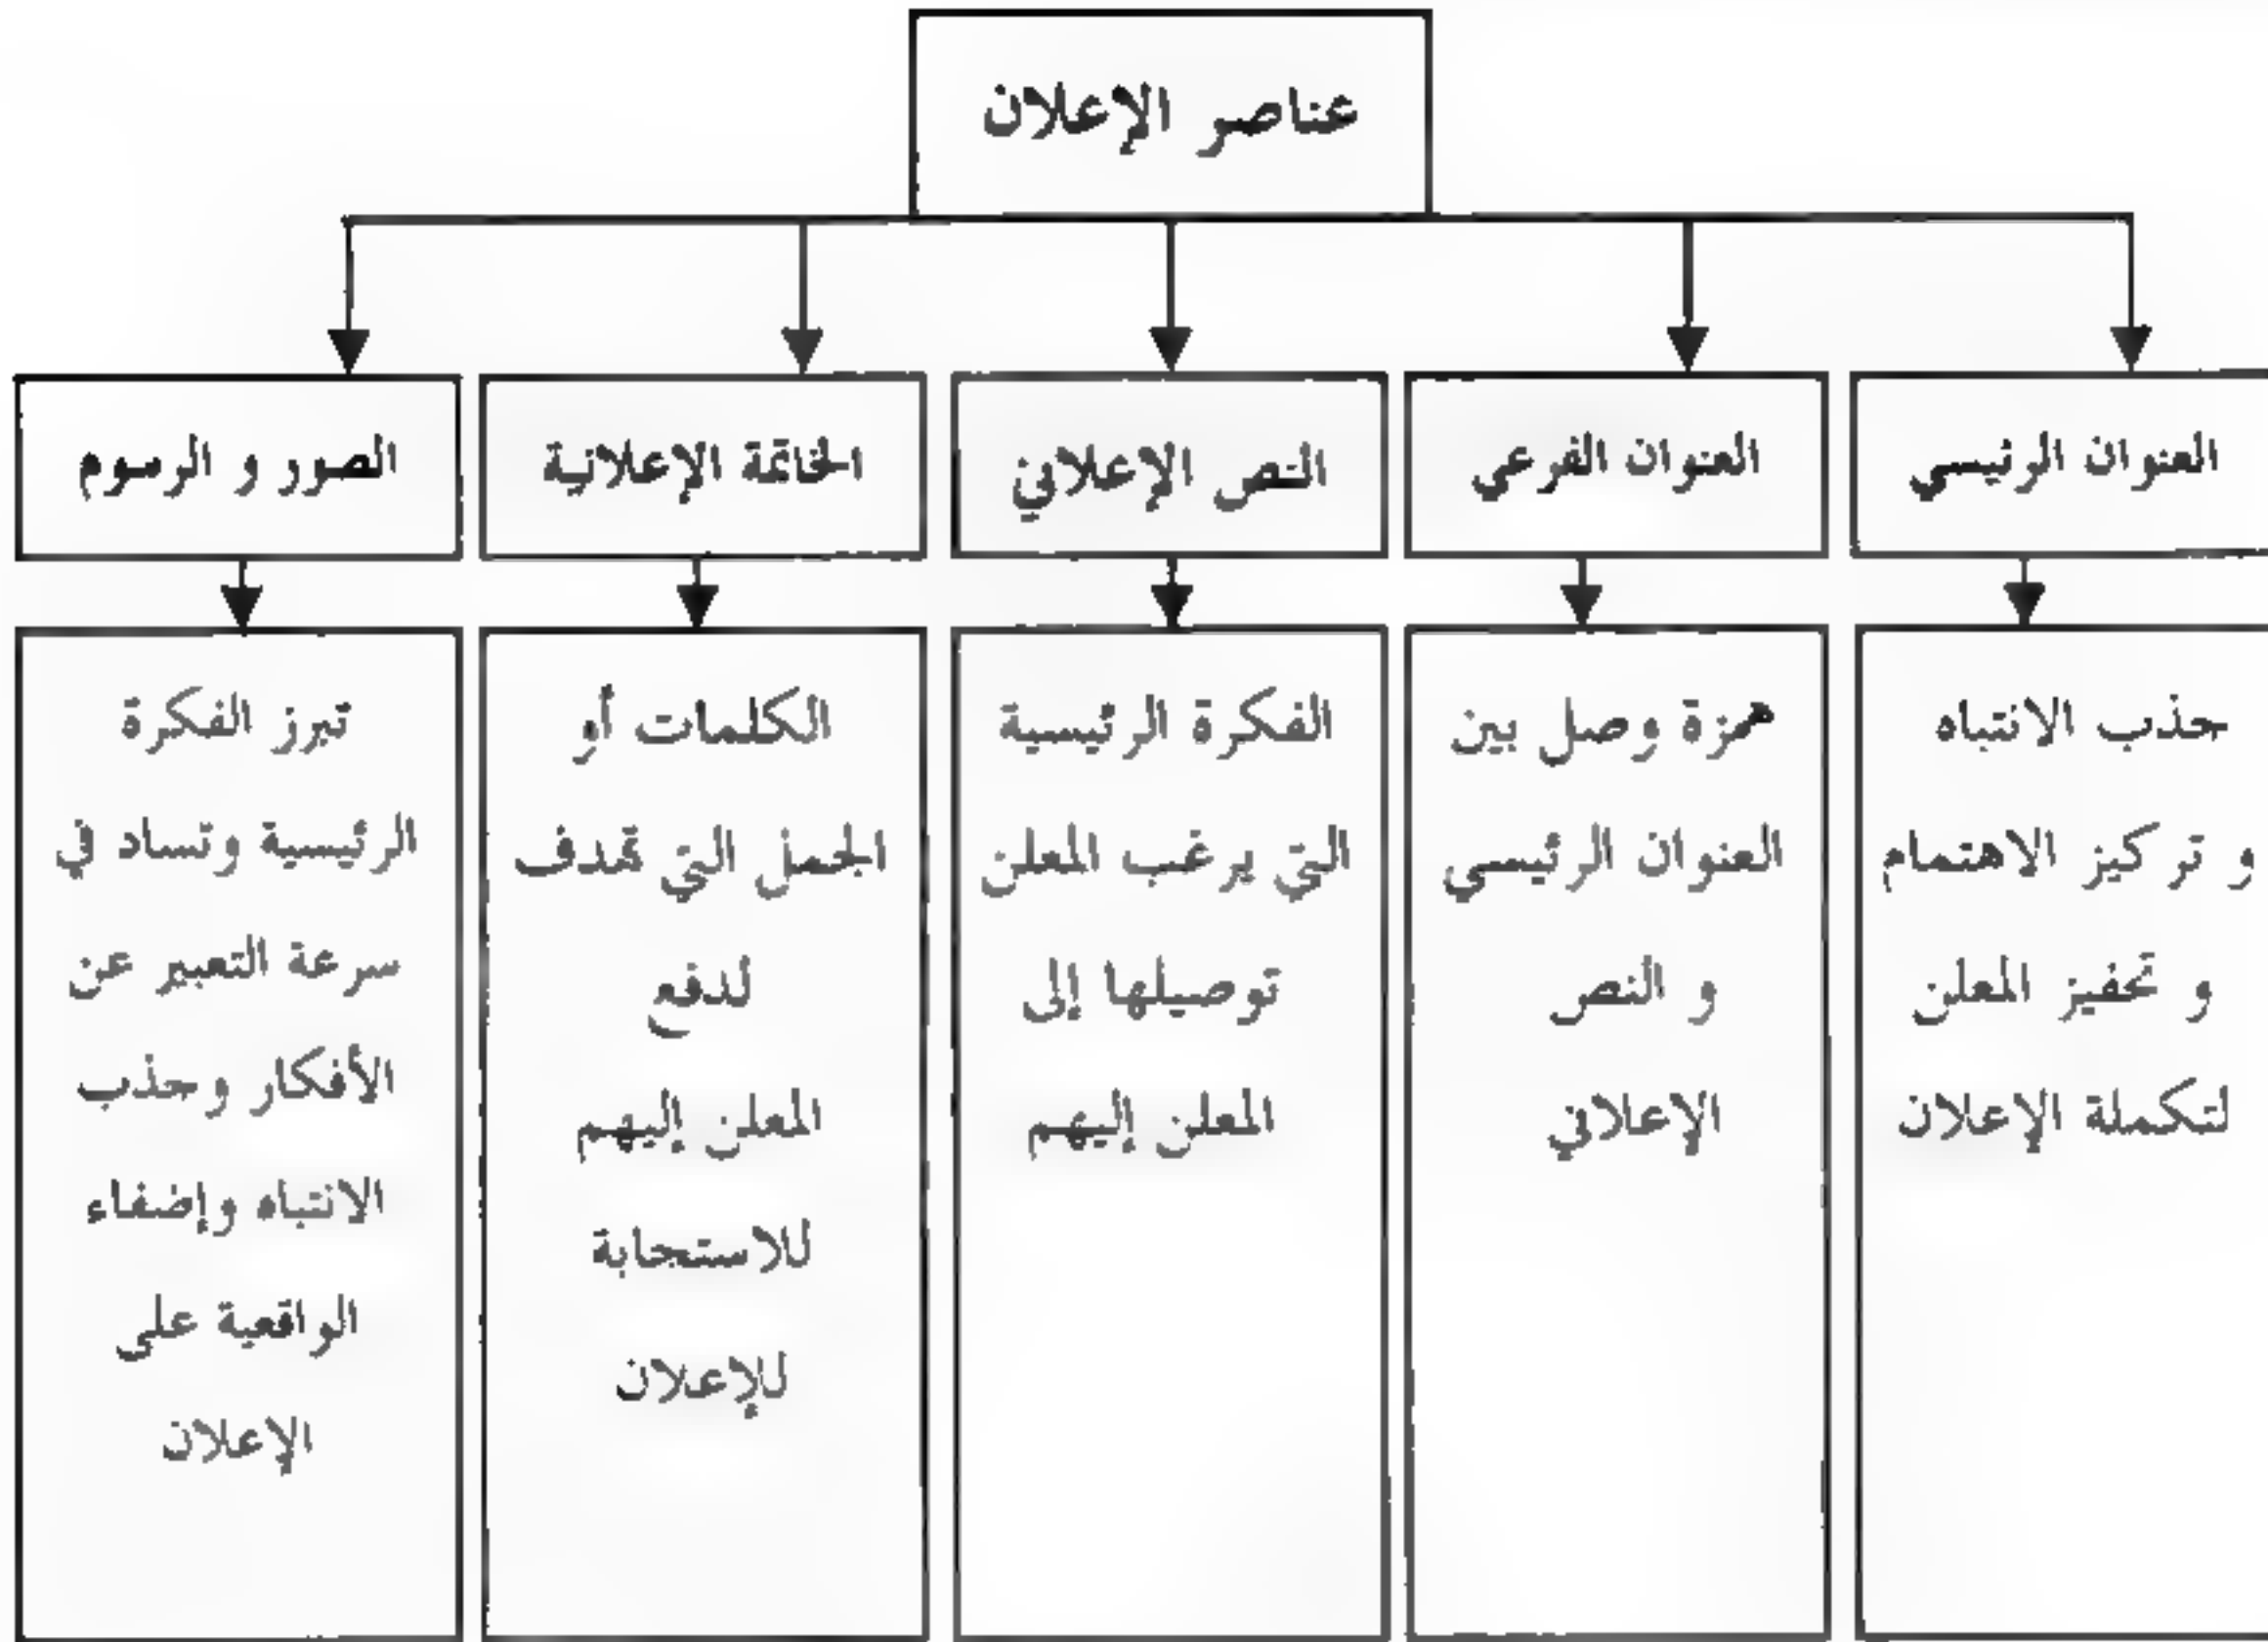 عناصر الإعلان
العنوان الرئيسي
العنوان الفرعي
النص الإعلاني
الخاتمة الإعلانية
الصور و الرسوم
جذب الانتباه
و تركيز الاهتمام
و تحفيز المعلن
لتكملة الإعلان
همزة وصل بين
العنوان الرئيسي
و النص
الإعلاني
الفكرة الرئيسية
التي يرغب المعلن
توصيلها إلى
المعلن إليهم
الكلمات أو
الجمل التي تهدف
لدفع
المعلن إليهم
للاستجابة
للإعلان
تبرز الفكرة
الرئيسية وتساد في
سرعة التعبير عن
الأفكار وجذب
الانتباه وإضفاء
الواقعية على
الإعلان